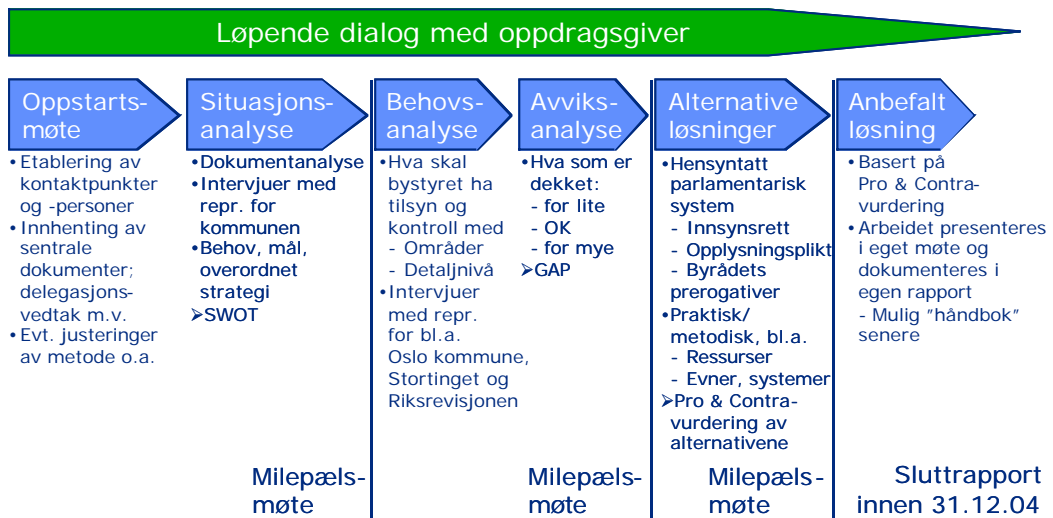 Løpende dialog med oppdragsgiver
Oppstarts-
møte
• Etablering av
kontaktpunkter
og -personer
• Innhenting av
sentrale
dokumenter;
delegasjons-
vedtak m.v.
• Evt. justeringer
av metode o.a.
Situasjons-
analyse
• Dokumentanalyse
• Intervjuer med
repr. for
kommunen
• Behov, mål,
overordnet
strategi
➢SWOT
Behovs-
analyse
• Hva skal
bystyret ha
tilsyn og
kontroll med
- Områder
- Detaljnivå
• Intervjuer
med repr.
for bl.a.
Oslo kommune,
Stortinget og
Riksrevisjonen
Avviks-
analyse
• Hva som er
dekket:
- for lite
- OK
- for mye
➢GAP
Alternative
løsninger
• Hensyntatt
parlamentarisk
system
- Innsynsrett
- Opplysningsplikt
- Byrådets
prerogativer
• Praktisk/
metodisk, bl.a.
- Ressurser
- Evner, systemer
➢Pro & Contra-
vurdering av
alternativene
Anbefalt
løsning
• Basert på
Pro & Contra-
vurdering
• Arbeidet presenteres
i eget møte og
dokumenteres i
egen rapport
- Mulig "håndbok"
senere
Milepæls-
møte
Milepæls-
møte
Milepæls-
møte
Sluttrapport
innen 31.12.04